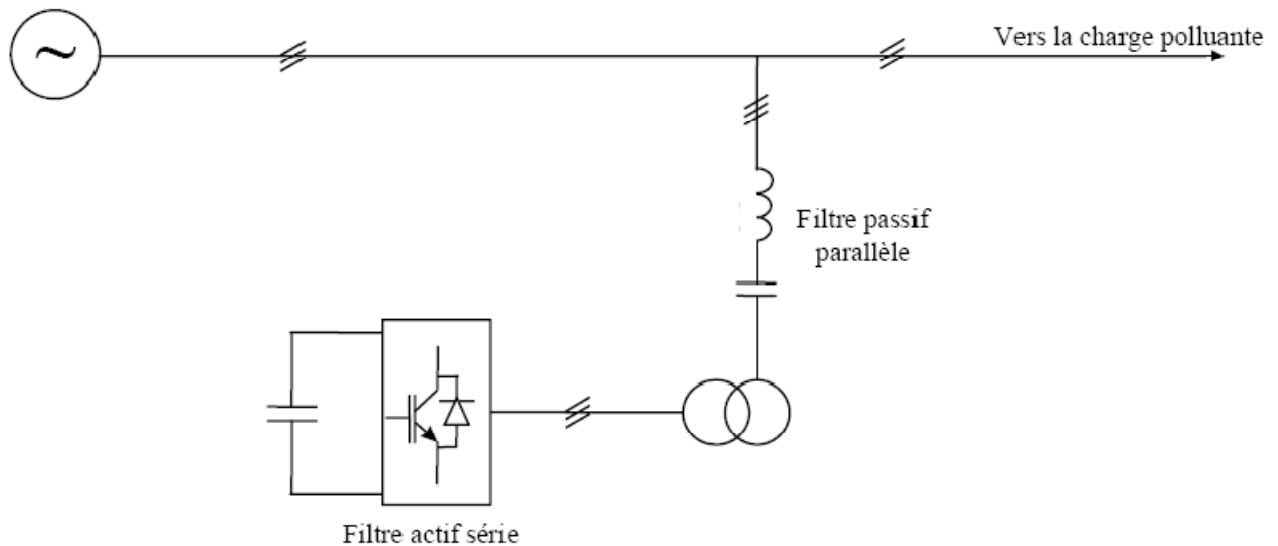 Vers la charge polluante
Filtre passif
parallèle
Filtre actif série